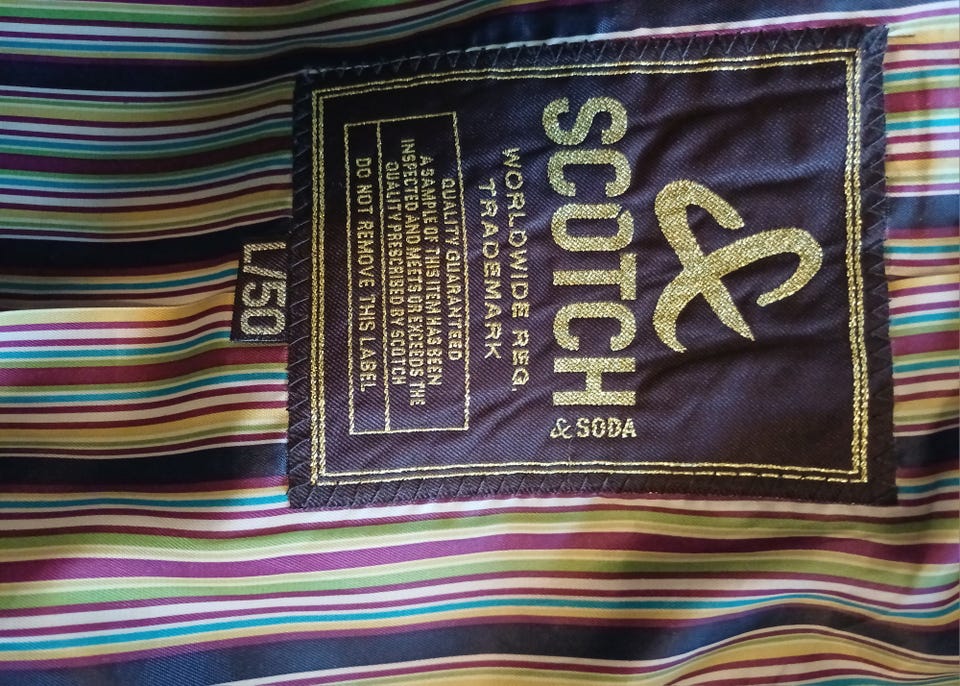 &
SCOTCH
& SODA
WORLDWIDE REG
TRADEMARK
QUALITY GUARANTEED
A SAMPLE OF THIS ITEM HAS BEEN
INSPECTED AND MEETS OR EXCEEDS THE
QUALITY PRESCRIBED BY SCOTCH
DO NOT REMOVE THIS LABEL
L/50